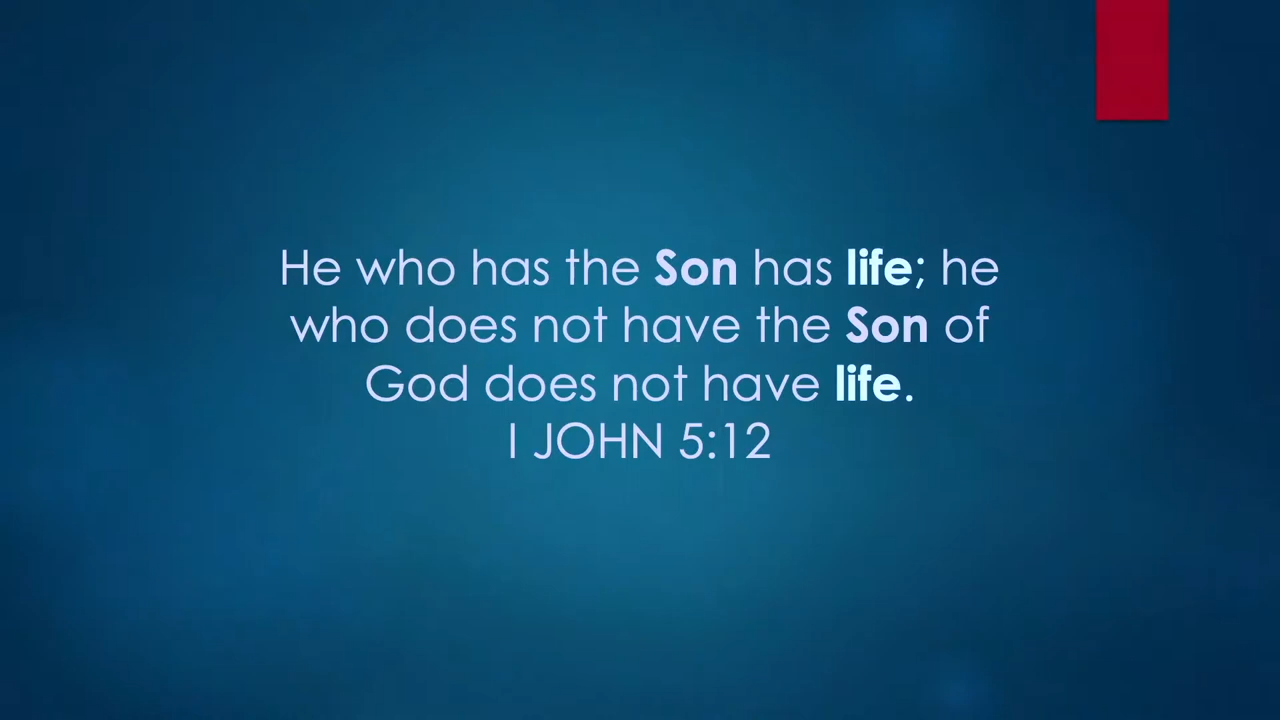 He who has the Son has life; he
who does not have the Son of
God does not have life.
I JOHN 5:12